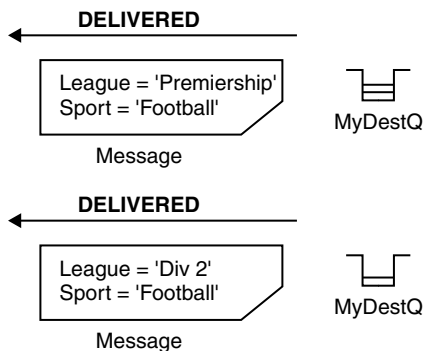 DELIVERED
League = 'Premiership'
Sport = 'Football'
Message
MyDestQ
DELIVERED
League = 'Div 2'
Sport = 'Football'
Message
MyDestQ